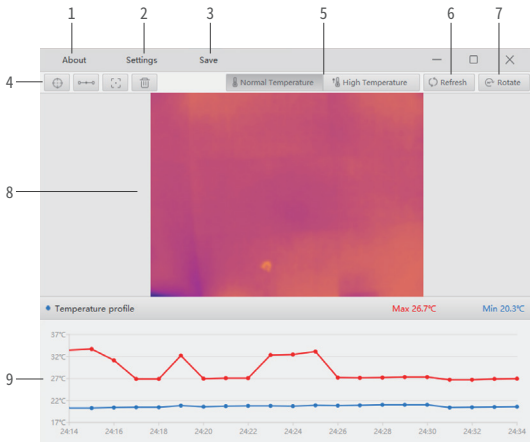 1 2 3 5 6 7
About Settings Save
4 Normal Temperature High Temperature Refresh Rotate
8
Temperature profile Max 26.7℃ Min 20.3℃
37℃
32℃
9 27℃
22℃
17℃
24:14 24:16 24:18 24:20 24:22 24:24 24:26 24:28 24:30 24:32 24:34